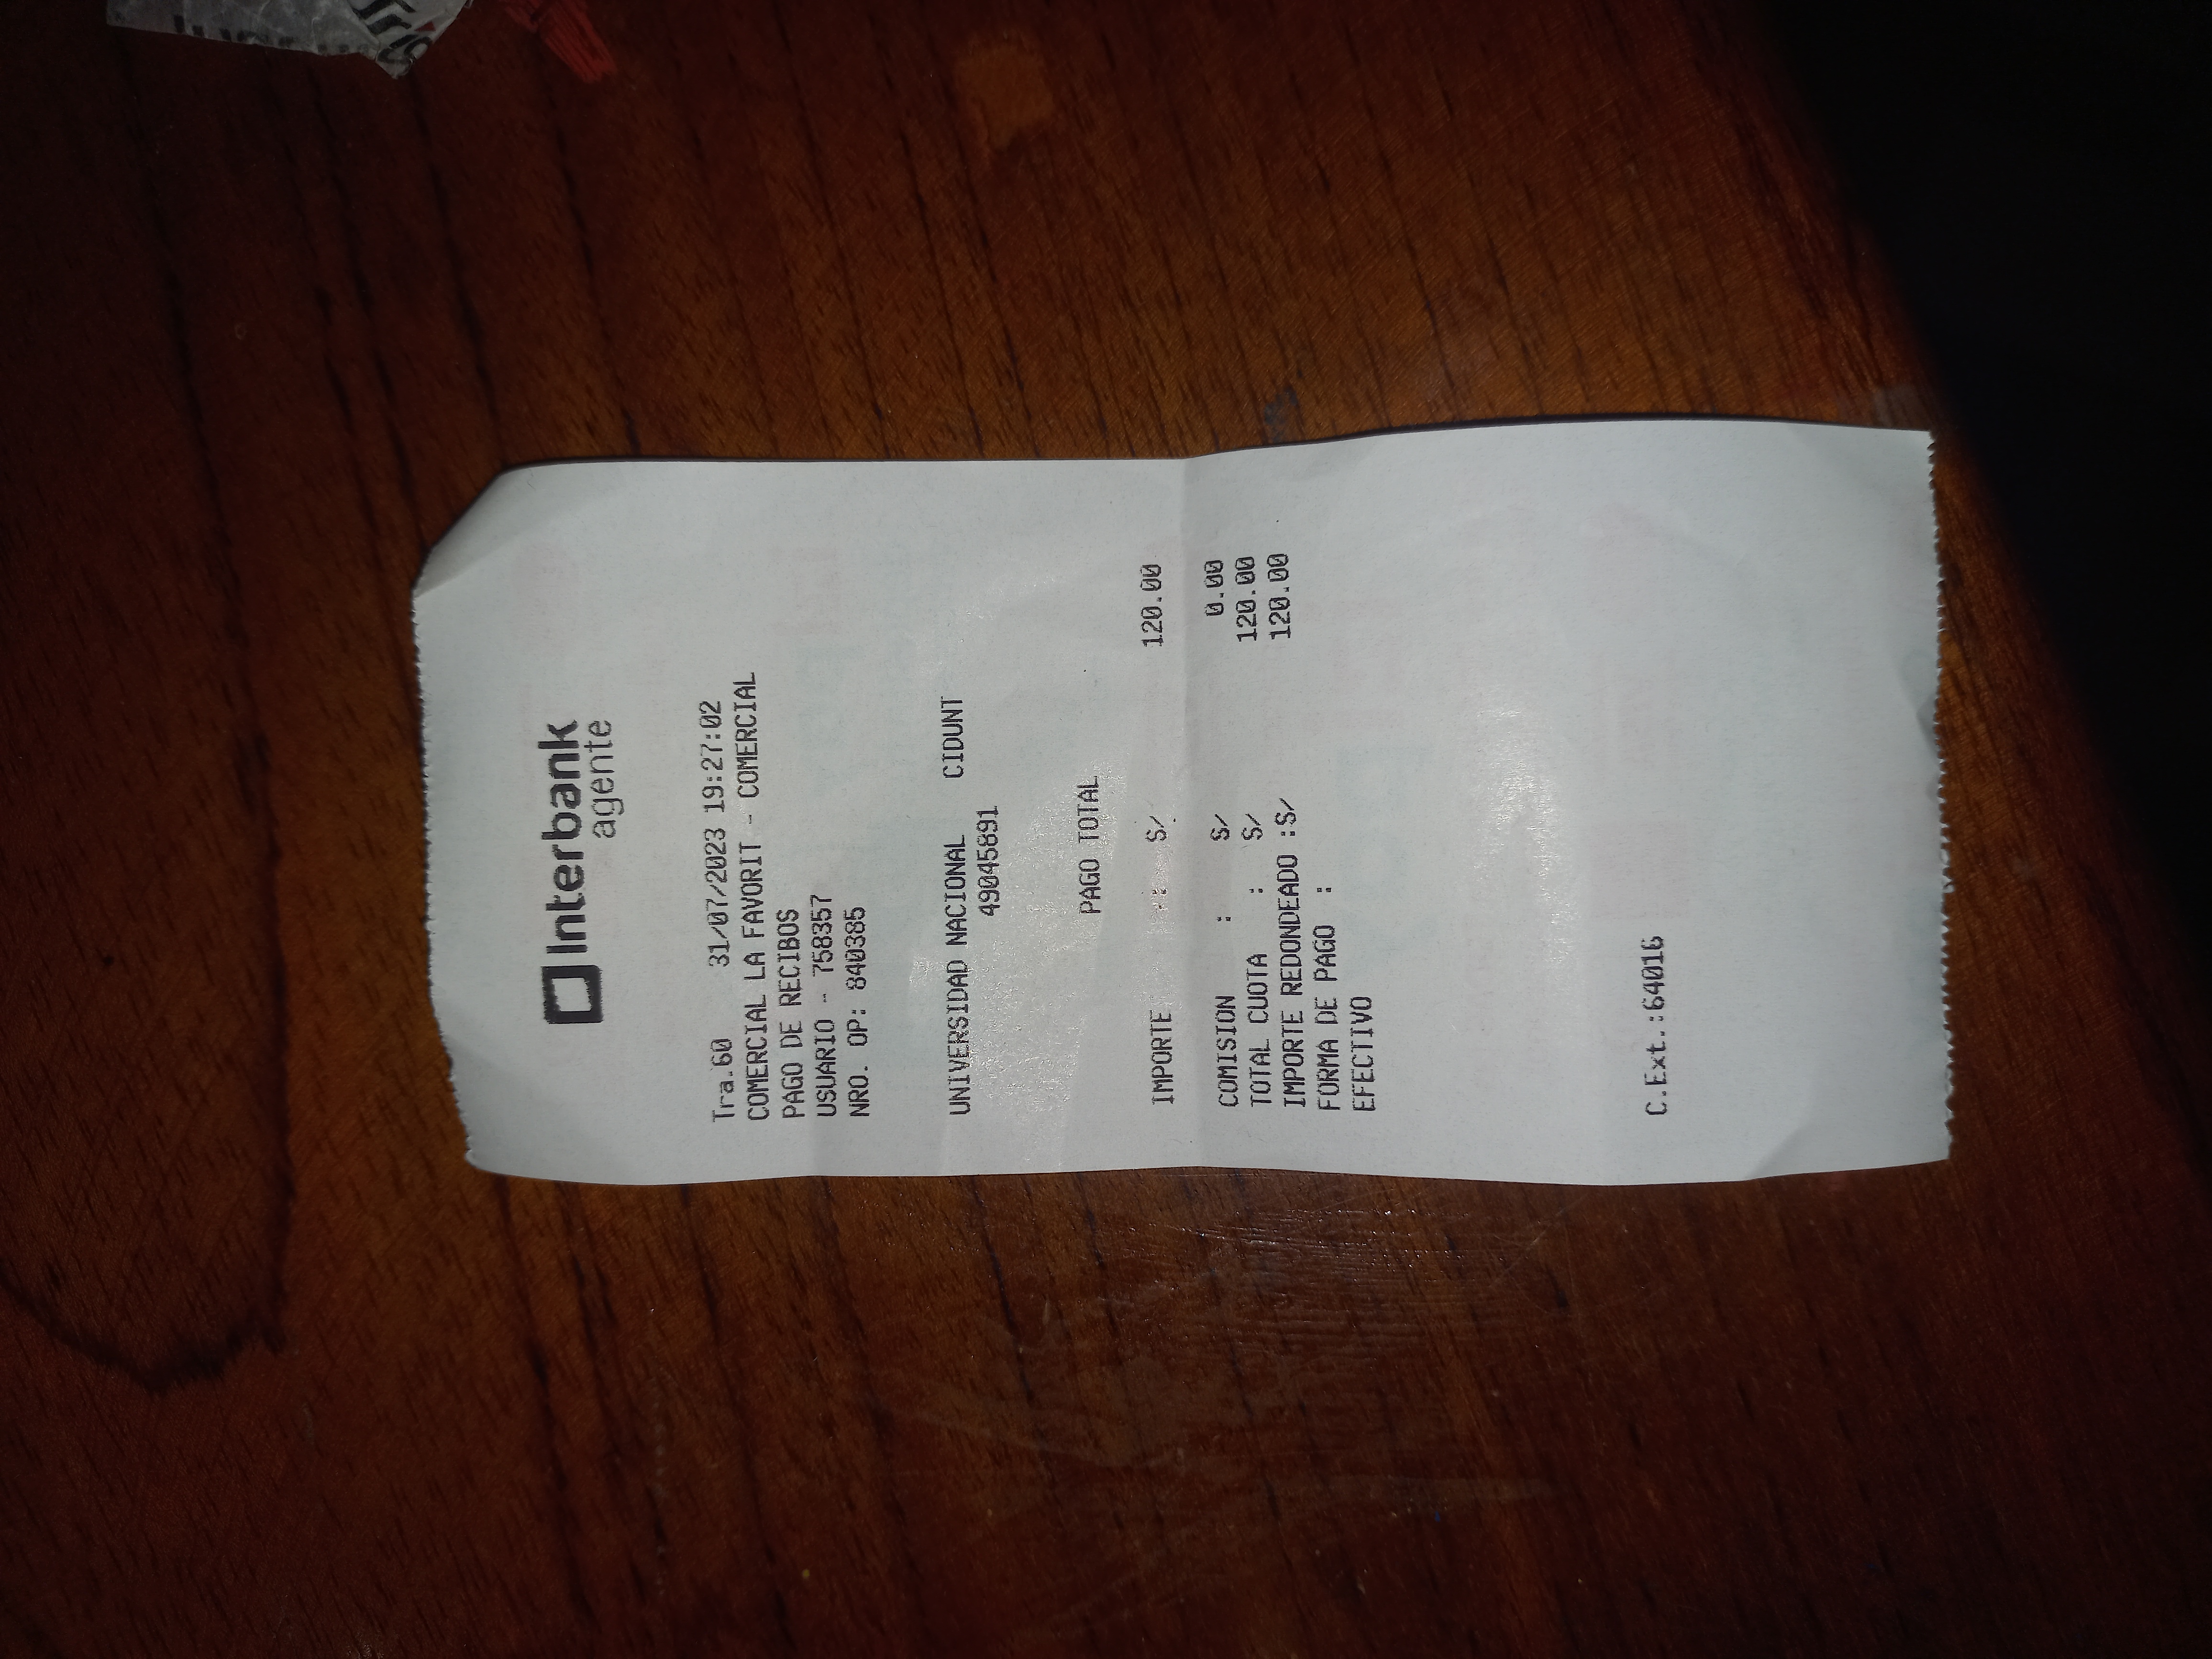 Interbank
agente
Tra.60 31/07/2023 19:27:02
COMERCIAL LA FAVORIT - COMERCIAL
PAGO DE RECIBOS
USUARIO - 758357
NRO. OP: 840385
UNIVERSIDAD NACIONAL CIDUNT
49045891
PAGO TOTAL
IMPORTE : S/ 120.00
COMISION : S/ 0.00
TOTAL CUOTA : S/ 120.00
IMPORTE REDONDEADO :S/ 120.00
FORMA DE PAGO :
EFECTIVO
C.Ext.:64016